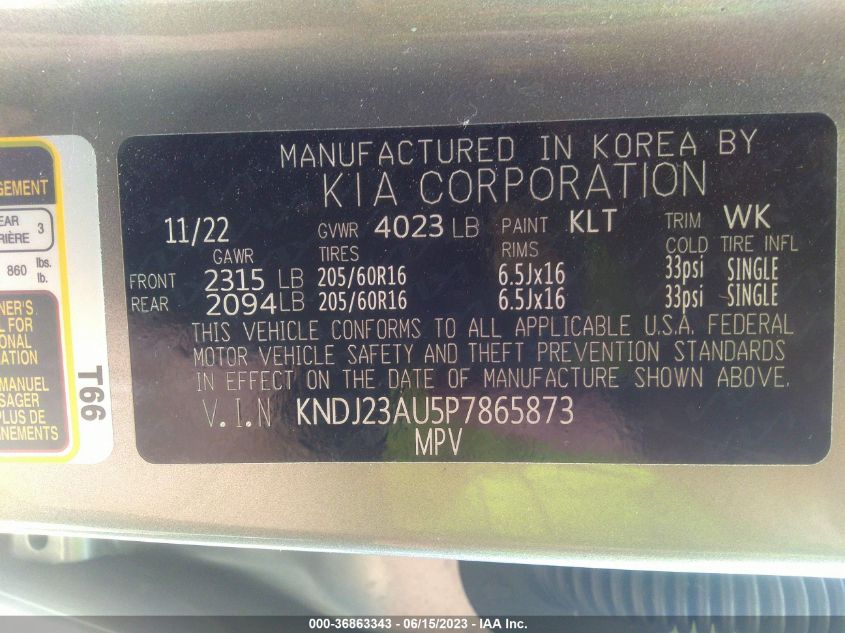 GEMENT
EAR
RIÈRE 3
860 lbs.
lb.
NER'S
L FOR
ONAL
ATION
MANUEL
SAGER
PLUS DE
NEMENTS
T66
MANUFACTURED IN KOREA BY
KIA CORPORATION
11/22 GVWR 4023 LB PAINT KLT TRIM WK
GAWR TIRES RIMS COLD TIRE INFL
FRONT 2315 LB 205/60R16 6.5Jx16 33psi SINGLE
REAR 2094 LB 205/60R16 6.5Jx16 33psi SINGLE
THIS VEHICLE CONFORMS TO ALL APPLICABLE U.S.A. FEDERAL
MOTOR VEHICLE SAFETY AND THEFT PREVENTION STANDARDS
IN EFFECT ON THE DATE OF MANUFACTURE SHOWN ABOVE.
V.I.N KNDJ23AU5P7865873
MPV
000-36863343 - 06/15/2023 - IAA Inc.